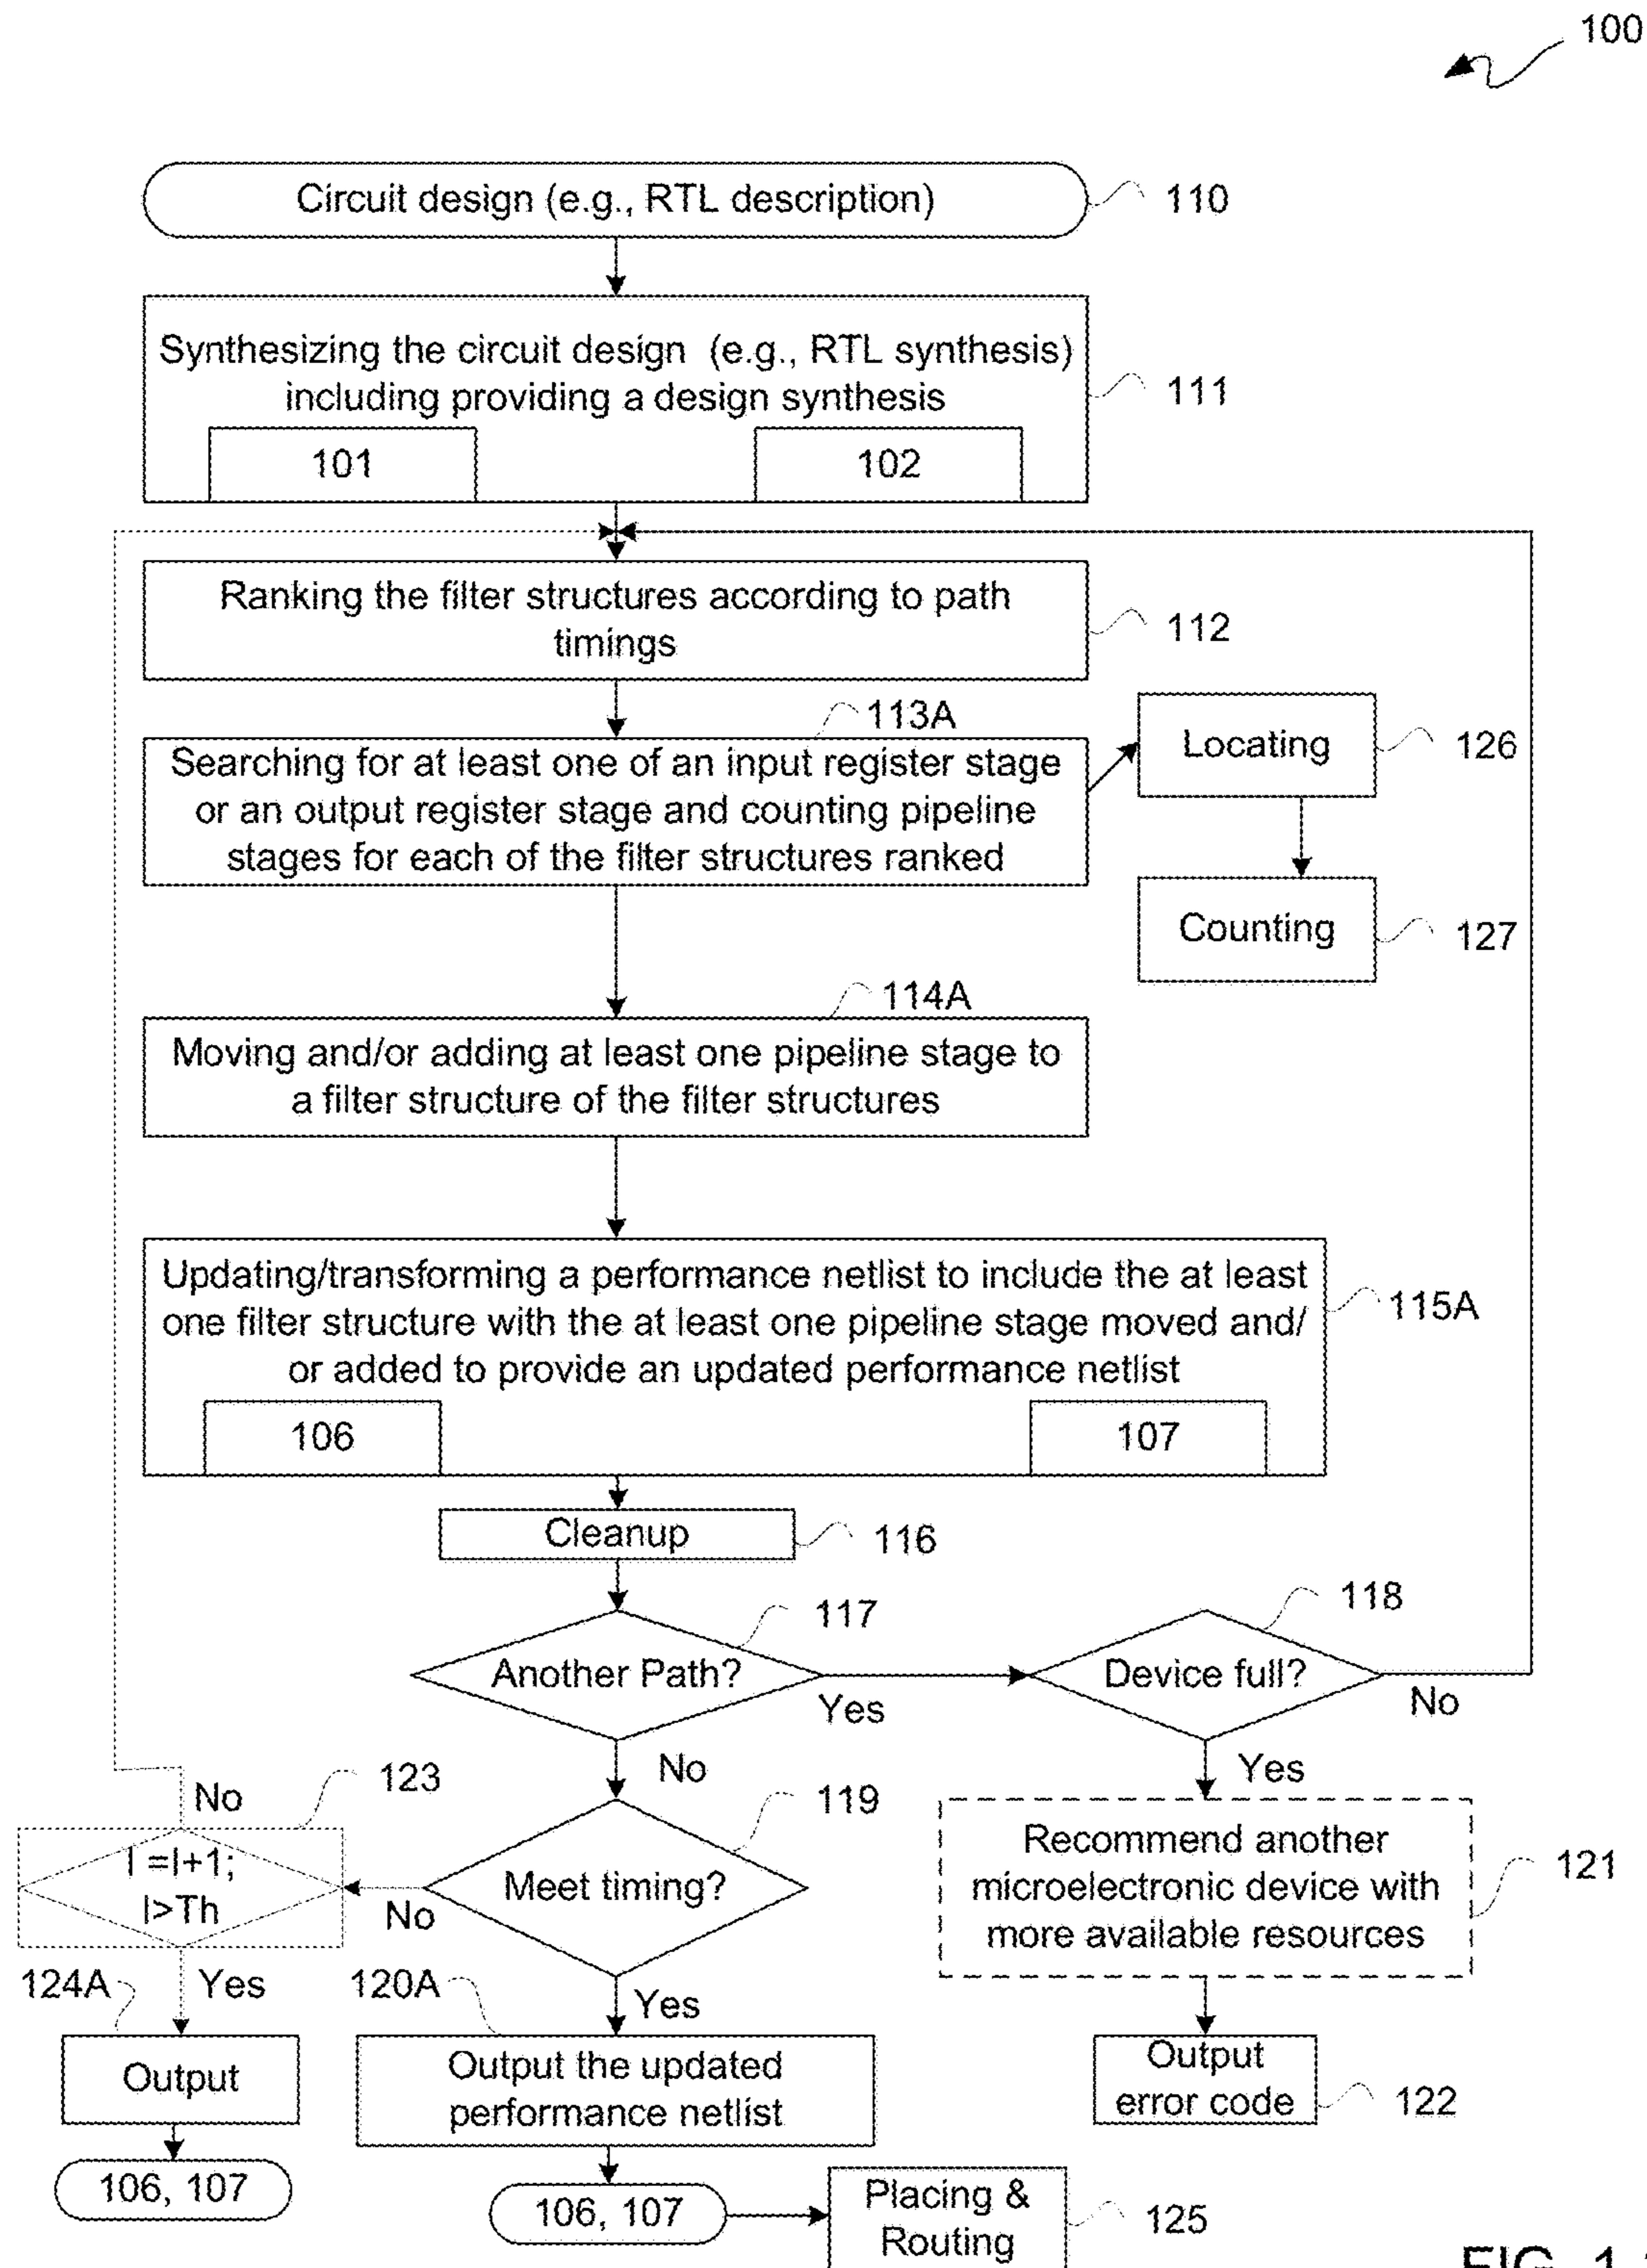 100
Circuit design (e.g., RTL description)
110
Synthesizing the circuit design (e.g., RTL synthesis)
including providing a design synthesis
111
101
102
Ranking the filter structures according to path
timings
112
113A
Searching for at least one of an input register stage
or an output register stage and counting pipeline
stages for each of the filter structures ranked
Locating
126
Counting
127
114A
Moving and/or adding at least one pipeline stage to
a filter structure of the filter structures
Updating/transforming a performance netlist to include the at least
one filter structure with the at least one pipeline stage moved and/
or added to provide an updated performance netlist
115A
106
107
Cleanup
116
117
118
Another Path?
Yes
Device full?
No
No
Yes
123
No
119
I =I+1;
I>Th
No
Meet timing?
Recommend another
microelectronic device with
more available resources
121
124A
Yes
120A
Yes
Output
Output the updated
performance netlist
Output
error code
122
106, 107
106, 107
Placing &
Routing
125
FIG. 1